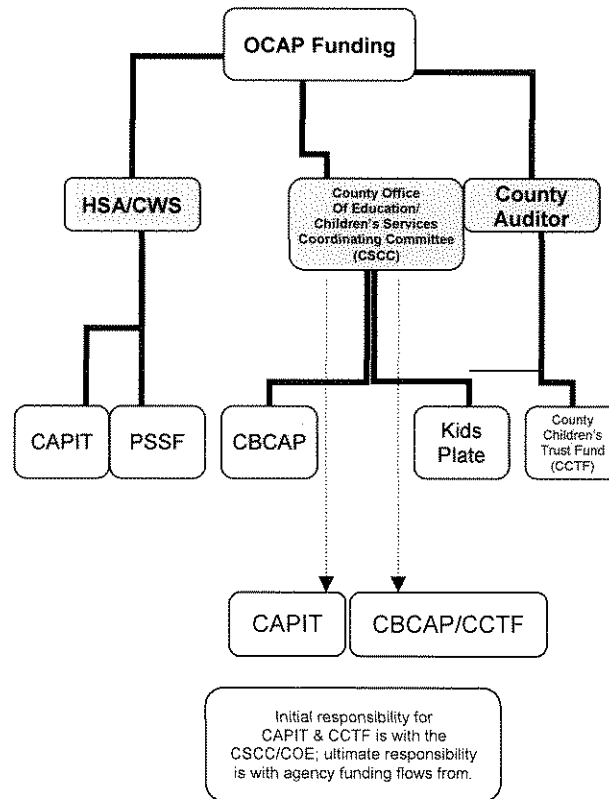 OCAP Funding
HSA/CWS
County Office
Of Education/
Children's Services
Coordinating Committee
(CSCC)
County
Auditor
CAPIT
PSSF
CBCAP
Kids
Plate
County
Children's
Trust Fund
(CCTF)
CAPIT
CBCAP/CCTF
Initial responsibility for
CAPIT & CCTF is with the
CSCC/COE; ultimate responsibility
is with agency funding flows from.